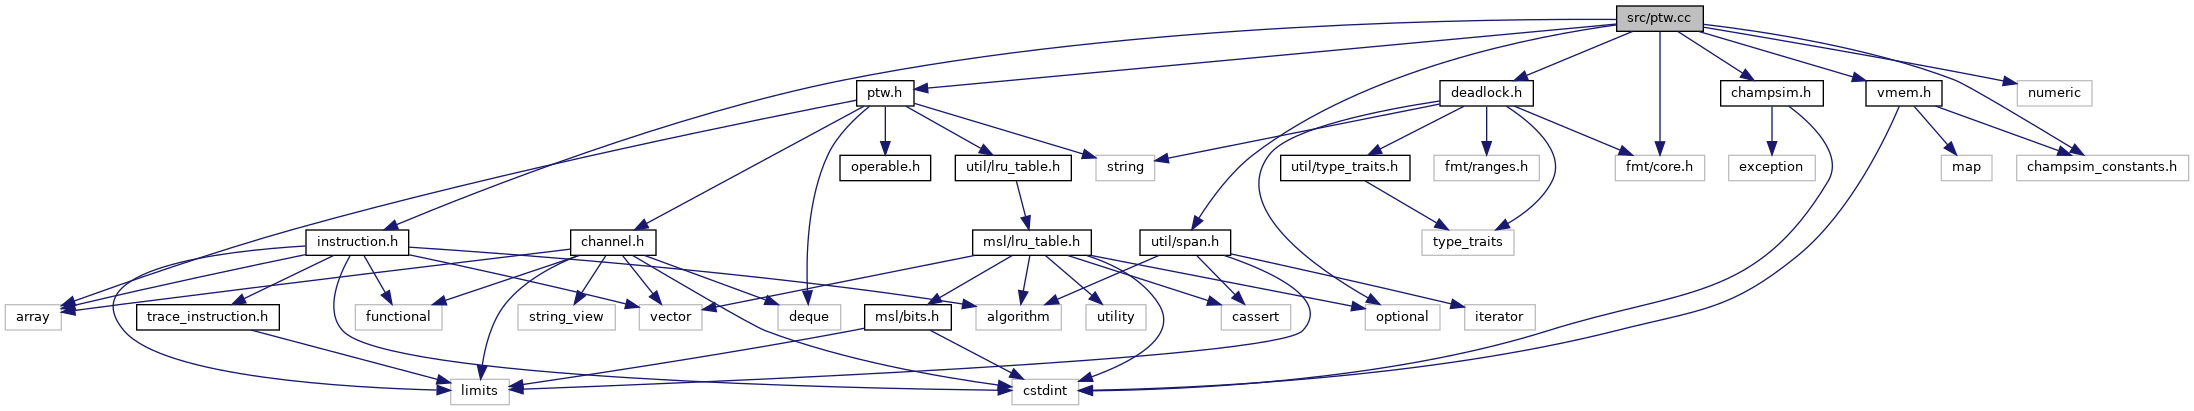 src/ptw.cc
ptw.h
deadlock.h
champsim.h
vmem.h
numeric
operable.h
util/lru_table.h
string
util/type_traits.h
fmt/ranges.h
fmt/core.h
exception
map
champsim_constants.h
instruction.h
channel.h
msl/lru_table.h
util/span.h
type_traits
array
trace_instruction.h
functional
string_view
vector
deque
msl/bits.h
algorithm
utility
cassert
optional
iterator
limits
cstdint